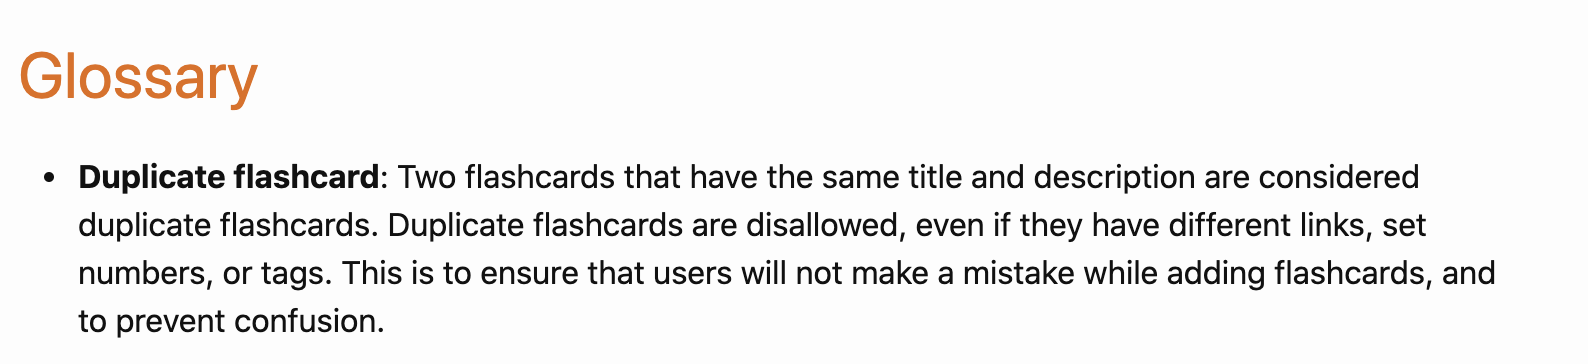 Glossary
• Duplicate flashcard: Two flashcards that have the same title and description are considered
duplicate flashcards. Duplicate flashcards are disallowed, even if they have different links, set
numbers, or tags. This is to ensure that users will not make a mistake while adding flashcards, and
to prevent confusion.